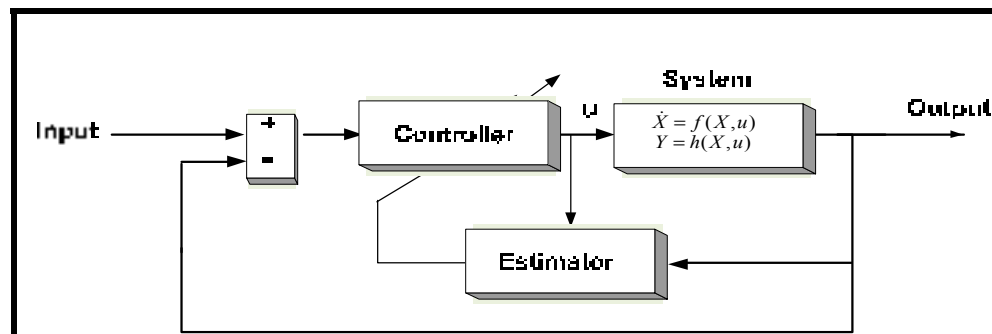 System
Input
+
-
Controller
u
Ẋ = f(X,u)
Y = h(X,u)
Output
Estimator